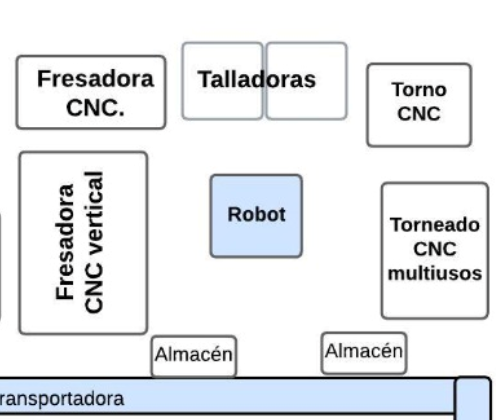 Fresadora
CNC.
Talladoras
Torno
CNC
Fresadora
CNC vertical
Robot
Torneado
CNC
multiusos
Almacén
Almacén
ransportadora